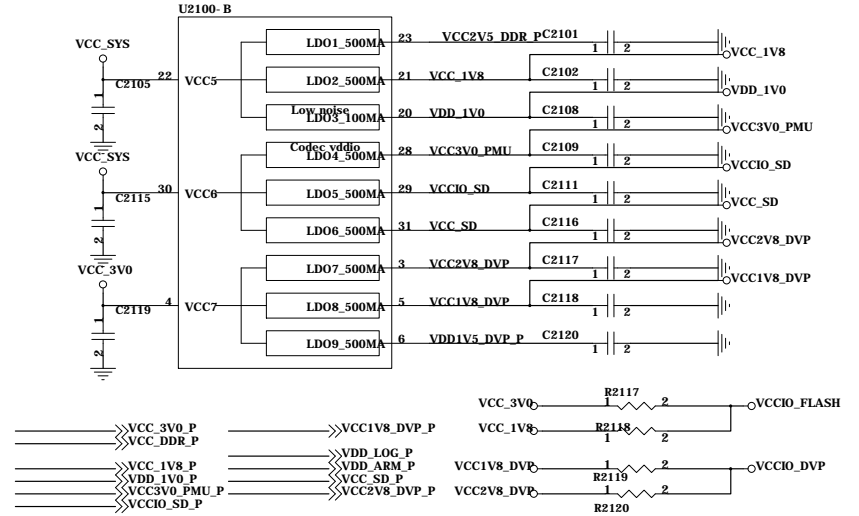 U2100-B
VCC_SYS
C2105
1
2
22
VCC5
LDO1_500MA
23
VCC2V5_DDR_P
C2101
1
2
VCC_1V8
LDO2_500MA
21
VCC_1V8
C2102
1
2
VDD_1V0
Low noise
LDO3_100MA
20
VDD_1V0
C2108
1
2
VCC3V0_PMU
Codec vddio
LDO4_500MA
28
VCC3V0_PMU
C2109
1
2
VCCIO_SD
VCC_SYS
C2115
1
2
30
VCC6
LDO5_500MA
29
VCCIO_SD
C2111
1
2
VCC_SD
LDO6_500MA
31
VCC_SD
C2116
1
2
VCC2V8_DVP
VCC_3V0
C2119
1
2
4
VCC7
LDO7_500MA
3
VCC2V8_DVP
C2117
1
2
VCC1V8_DVP
LDO8_500MA
5
VCC1V8_DVP
C2118
1
2
LDO9_500MA
6
VDD1V5_DVP_P
C2120
1
2
VCC_3V0_P
VCC_DDR_P
VCC_1V8_P
VDD_1V0_P
VCC3V0_PMU_P
VCCIO_SD_P
VCC1V8_DVP_P
VDD_LOG_P
VDD_ARM_P
VCC_SD_P
VCC2V8_DVP_P
VCC_3V0
R2117
1
2
VCCIO_FLASH
VCC_1V8
R2118
1
2
VCC1V8_DVP
1
2
R2119
VCCIO_DVP
VCC2V8_DVP
1
2
R2120